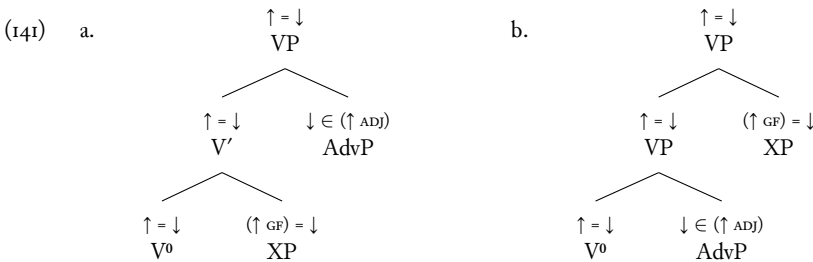 (141) a. ↑ = ↓ b. ↑ = ↓
VP VP
↑ = ↓ ↓ ∈ (↑ ADJ) ↑ = ↓ (↑ GF) = ↓
V′ AdvP VP XP
↑ = ↓ (↑ GF) = ↓ ↑ = ↓ ↓ ∈ (↑ ADJ)
V⁰ XP V⁰ AdvP